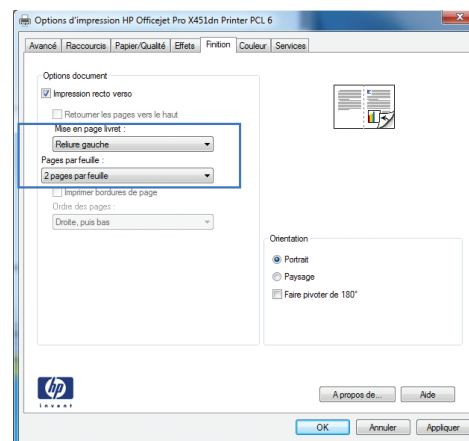 Options d'impression HP Officejet Pro X451dn Printer PCL 6
Avancé Raccourcis Papier/Qualité Effets Finition Couleur Services
Options document
Impression recto verso
Retourner les pages vers le haut
Mise en page livret :
Reliure gauche
Pages par feuille :
2 pages par feuille
Imprimer bordures de page
Ordre des pages :
Droite, puis bas
Orientation
Portrait
Paysage
Faire pivoter de 180°
hp
invent
A propos de... Aide
OK Annuler Appliquer